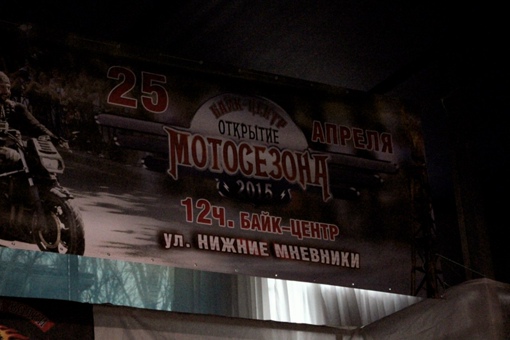 25 АПРЕЛЯ
БАЙК-ЦЕНТР
ОТКРЫТИЕ
МОТОСЕЗОНА
2015
12ч. БАЙК-ЦЕНТР
ул. НИЖНИЕ МНЕВНИКИ